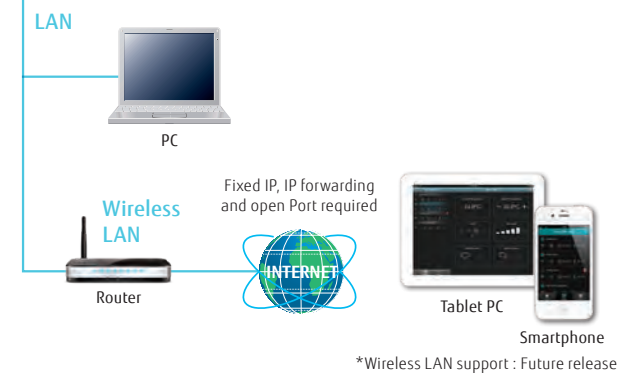 LAN
PC
Fixed IP, IP forwarding
and open Port required
Wireless
LAN
INTERNET
Router
Tablet PC
Smartphone
*Wireless LAN support : Future release